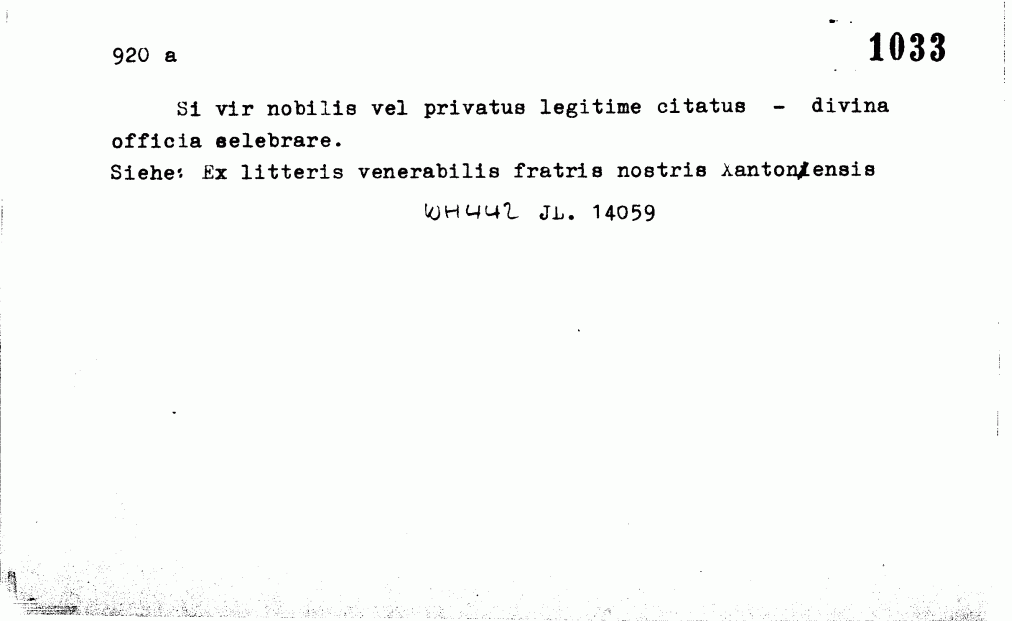 920 a
1033
Si vir nobilis vel privatus legitime citatus - divina
officia selebrare.
Siehe: Ex litteris venerabilis fratris nostris Xantoniensis
WH442 JL. 14059